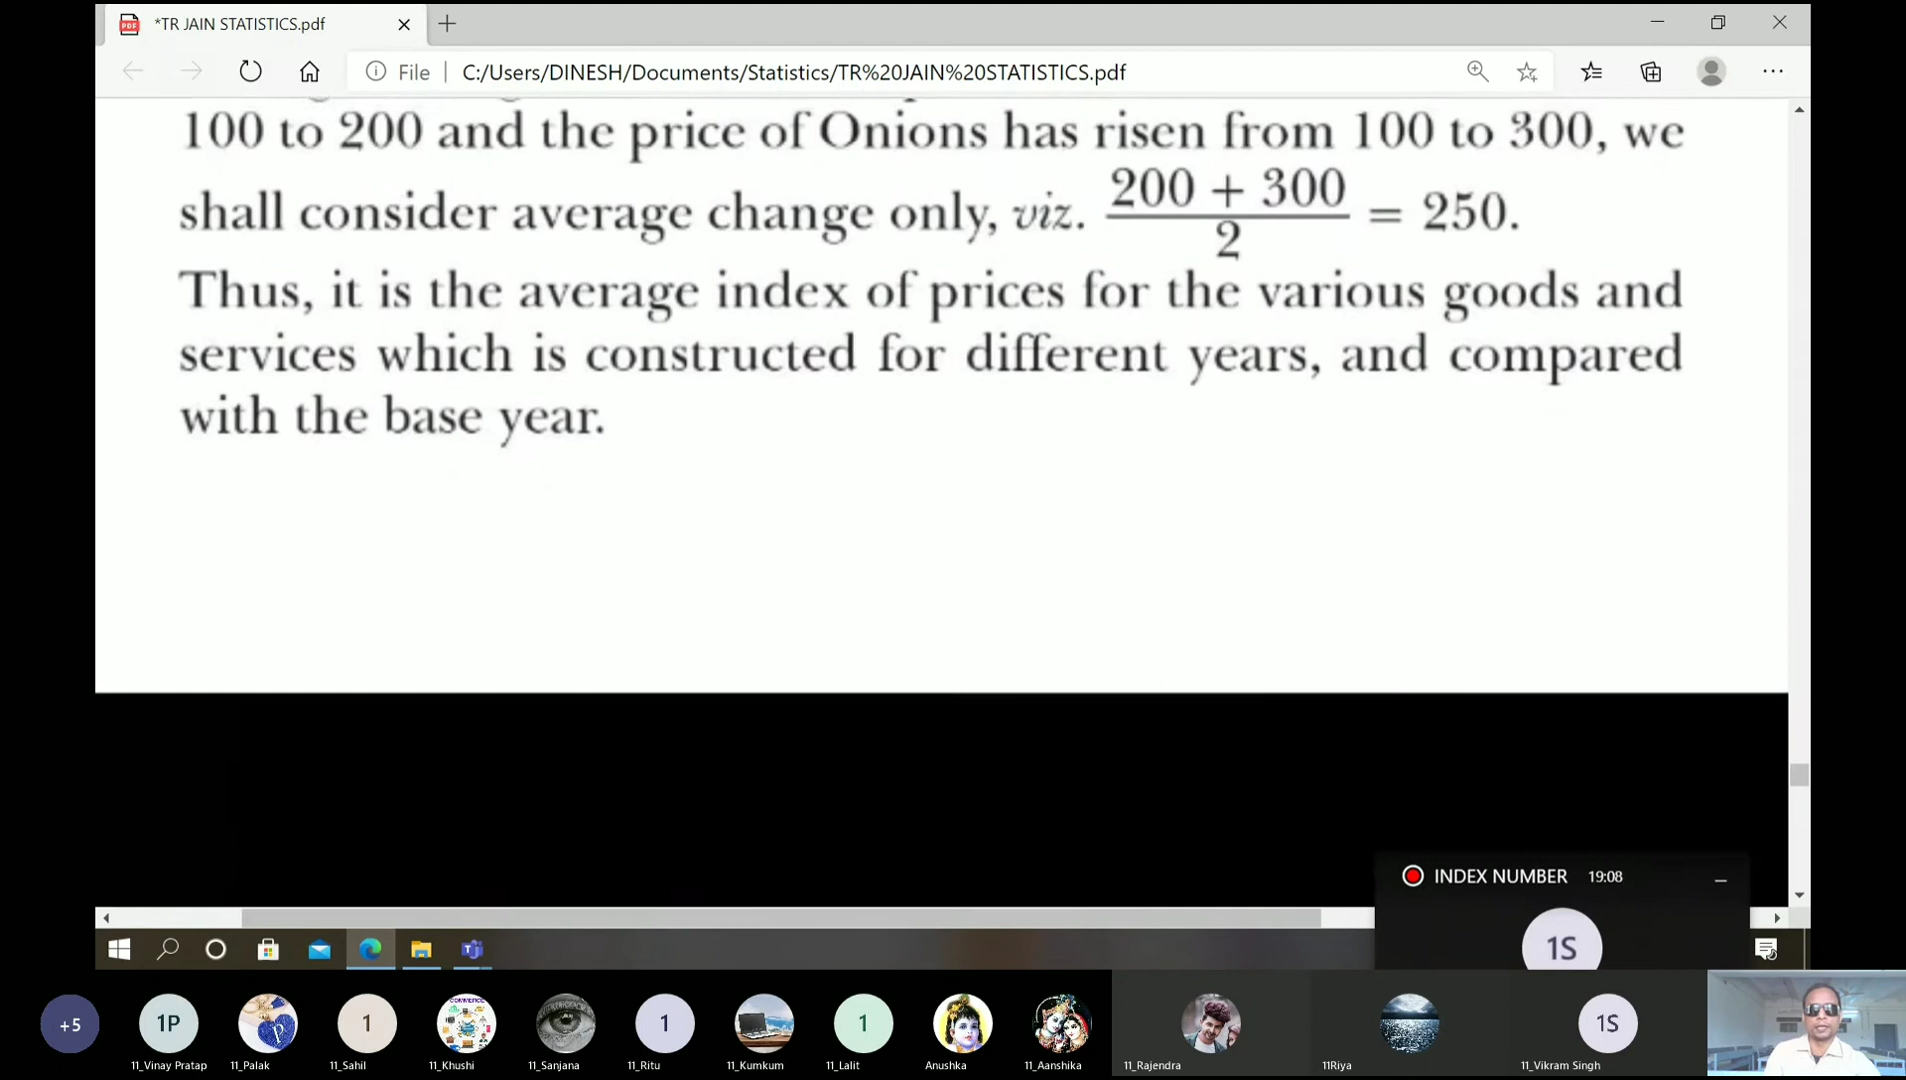 *TR JAIN STATISTICS.pdf
File
C:/Users/DINESH/Documents/Statistics/TR%20JAIN%20STATISTICS.pdf
100 to 200 and the price of Onions has risen from 100 to 300, we
shall consider average change only, viz. (200 + 300)/2 = 250.
Thus, it is the average index of prices for the various goods and
services which is constructed for different years, and compared
with the base year.
INDEX NUMBER 19:08
1S
+5
1P
1
1
1
1S
11_Vinay Pratap
11_Palak
11_Sahil
11_Khushi
11_Sanjana
11_Ritu
11_Kumkum
11_Lalit
Anushka
11_Aanshika
11_Rajendra
11Riya
11_Vikram Singh